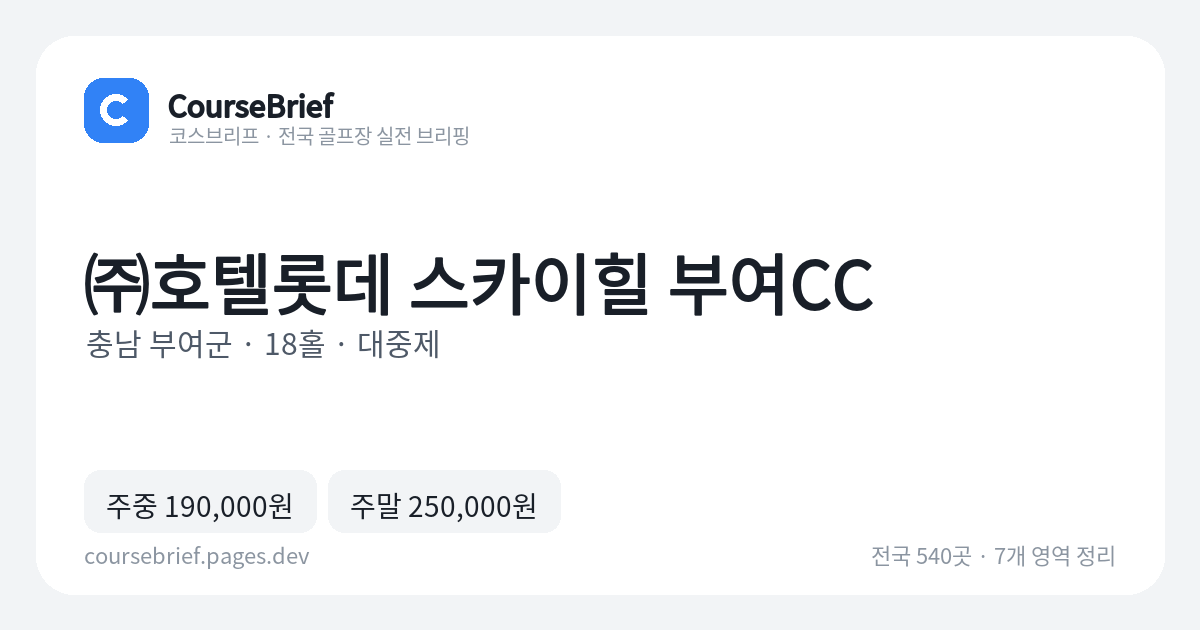 C
CourseBrief
코스브리프 · 전국 골프장 실전 브리핑
㈜호텔롯데 스카이힐 부여CC
충남 부여군 · 18홀 · 대중제
주중 190,000원 주말 250,000원
coursebrief.pages.dev 전국 540곳 · 7개 영역 정리